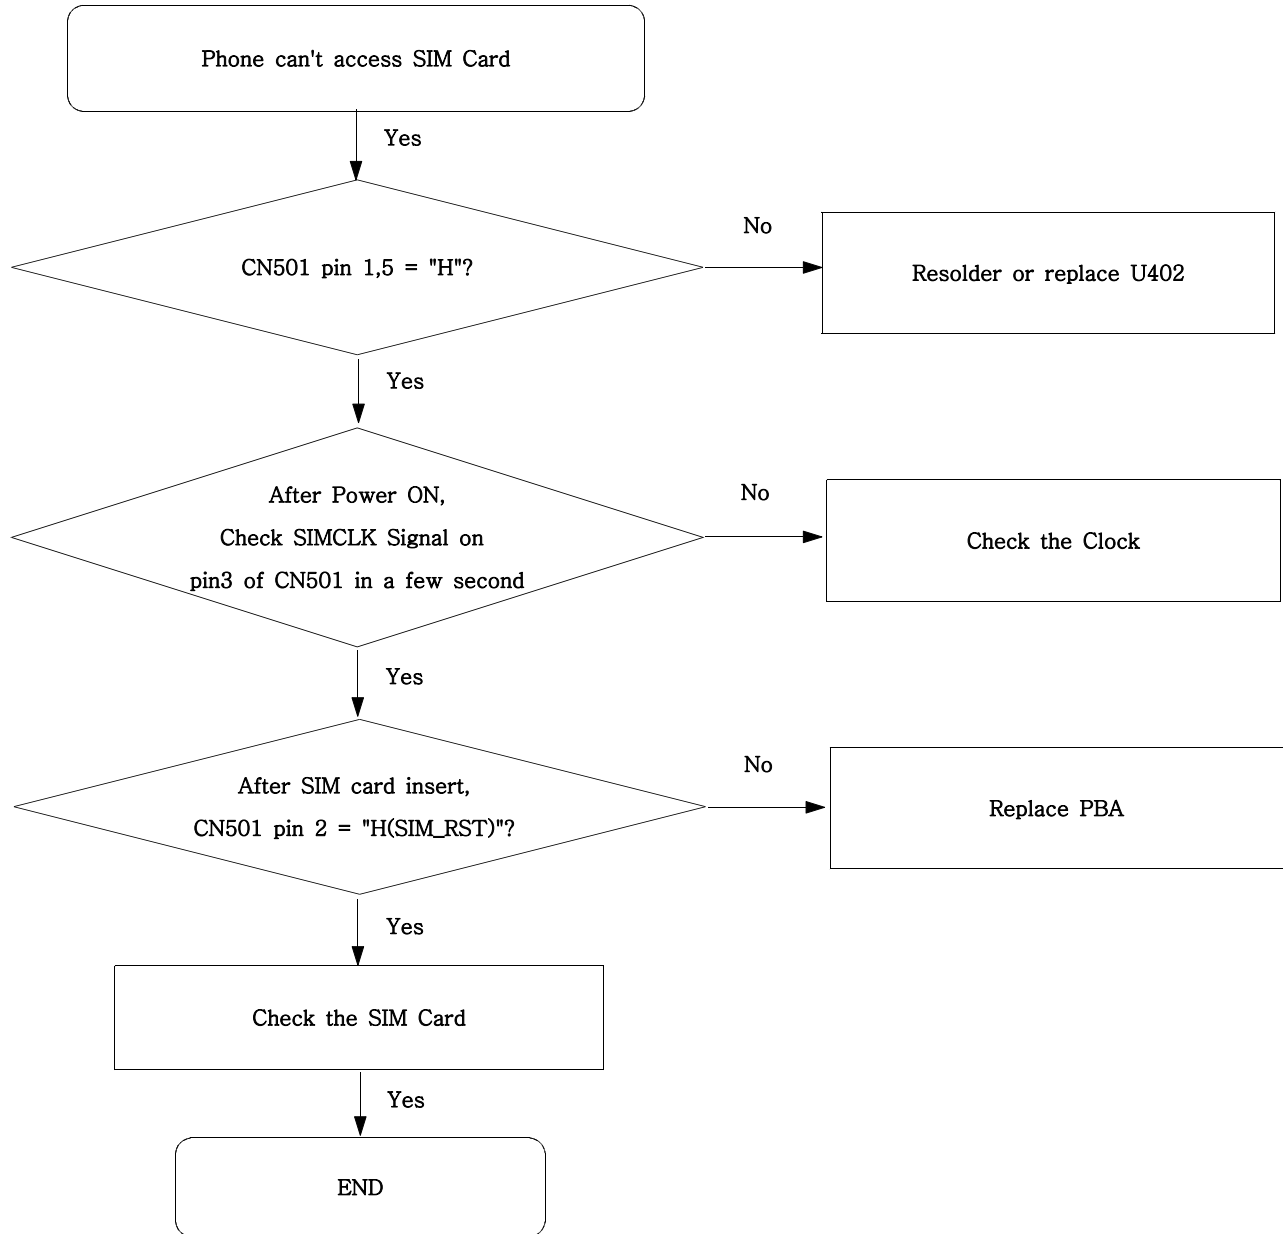 Phone can't access SIM Card
Yes
CN501 pin 1,5 = "H"?
No
Resolder or replace U402
Yes
After Power ON,
Check SIMCLK Signal on
pin3 of CN501 in a few second
No
Check the Clock
Yes
After SIM card insert,
CN501 pin 2 = "H(SIM_RST)"?
No
Replace PBA
Yes
Check the SIM Card
Yes
END